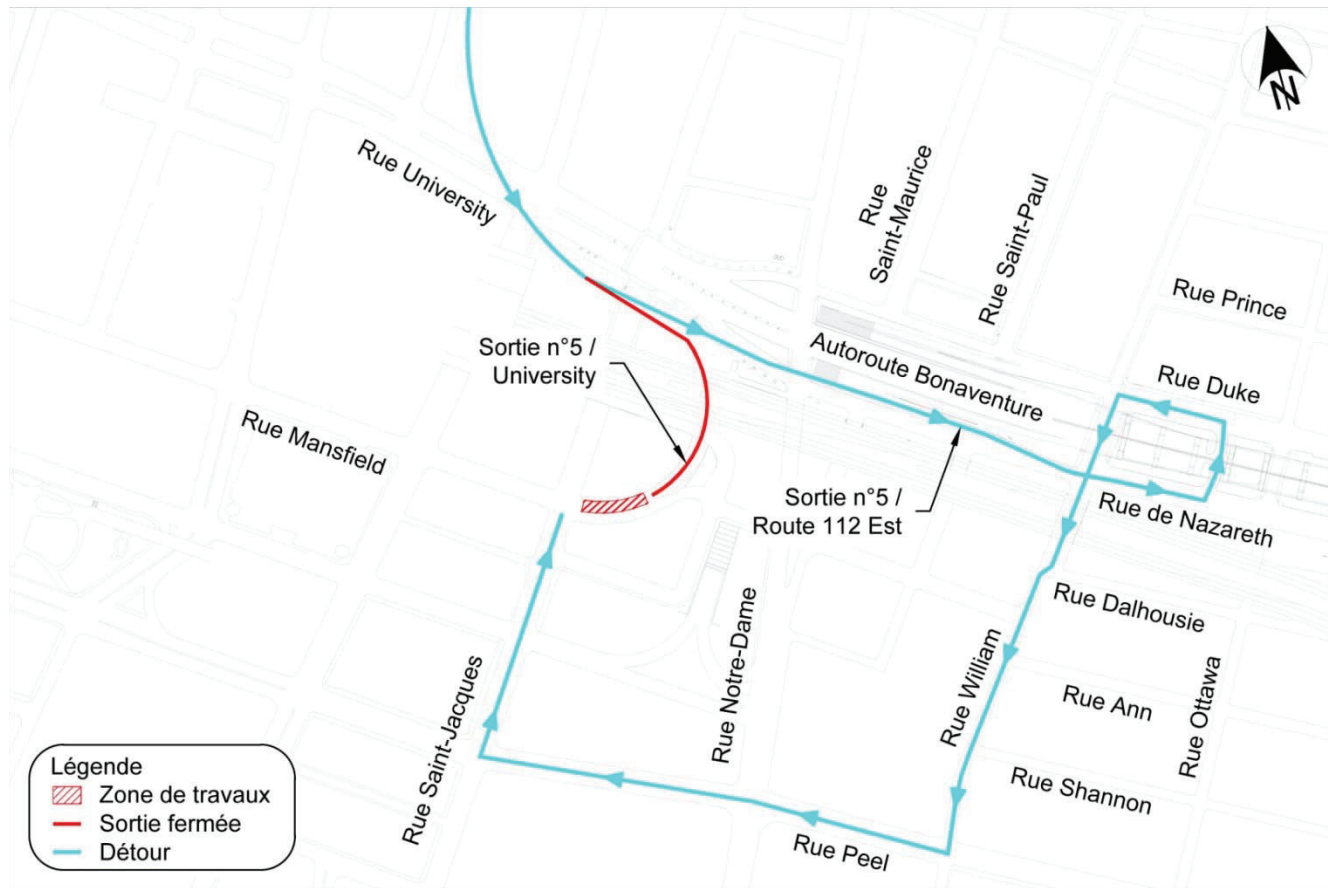 N
Rue University
Rue
Saint-Maurice
Rue Saint-Paul
Rue Prince
Sortie n°5 /
University
Autoroute Bonaventure
Rue Duke
Rue Mansfield
Sortie n°5 /
Route 112 Est
Rue de Nazareth
Rue Dalhousie
Rue Saint-Jacques
Rue Notre-Dame
Rue William
Rue Ann
Rue Ottawa
Rue Shannon
Rue Peel
Légende
Zone de travaux
Sortie fermée
Détour